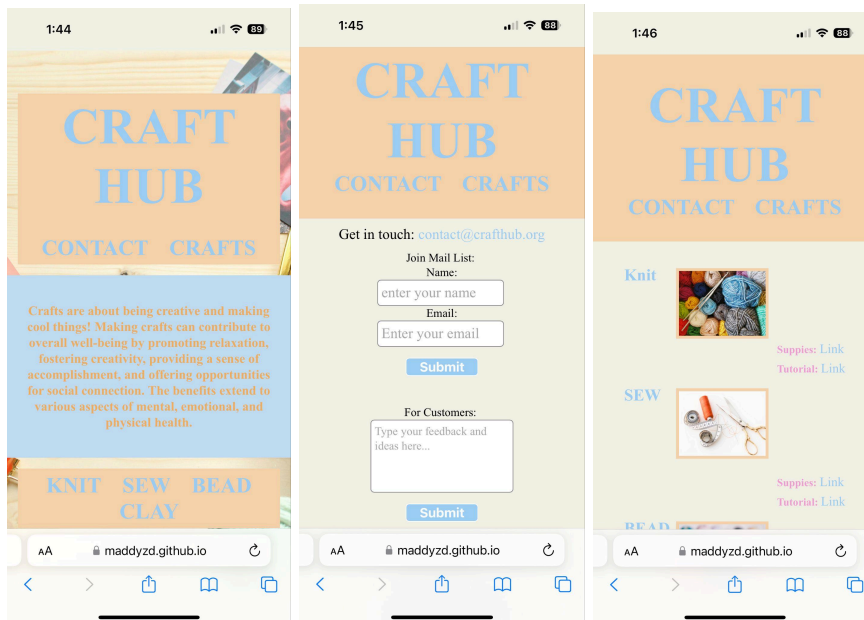 1:44
89
CRAFT
HUB
CONTACT CRAFTS
Crafts are about being creative and making
cool things! Making crafts can contribute to
overall well-being by promoting relaxation,
fostering creativity, providing a sense of
accomplishment, and offering opportunities
for social connection. The benefits extend to
various aspects of mental, emotional, and
physical health.
KNIT SEW BEAD
CLAY
AA maddyzd.github.io
1:45
88
CRAFT
HUB
CONTACT CRAFTS
Get in touch: contact@crafthub.org
Join Mail List:
Name:
enter your name
Email:
Enter your email
Submit
For Customers:
Type your feedback and
ideas here...
Submit
AA maddyzd.github.io
1:46
88
CRAFT
HUB
CONTACT CRAFTS
Knit
Suppies: Link
Tutorial: Link
SEW
Suppies: Link
Tutorial: Link
BEAD
AA maddyzd.github.io